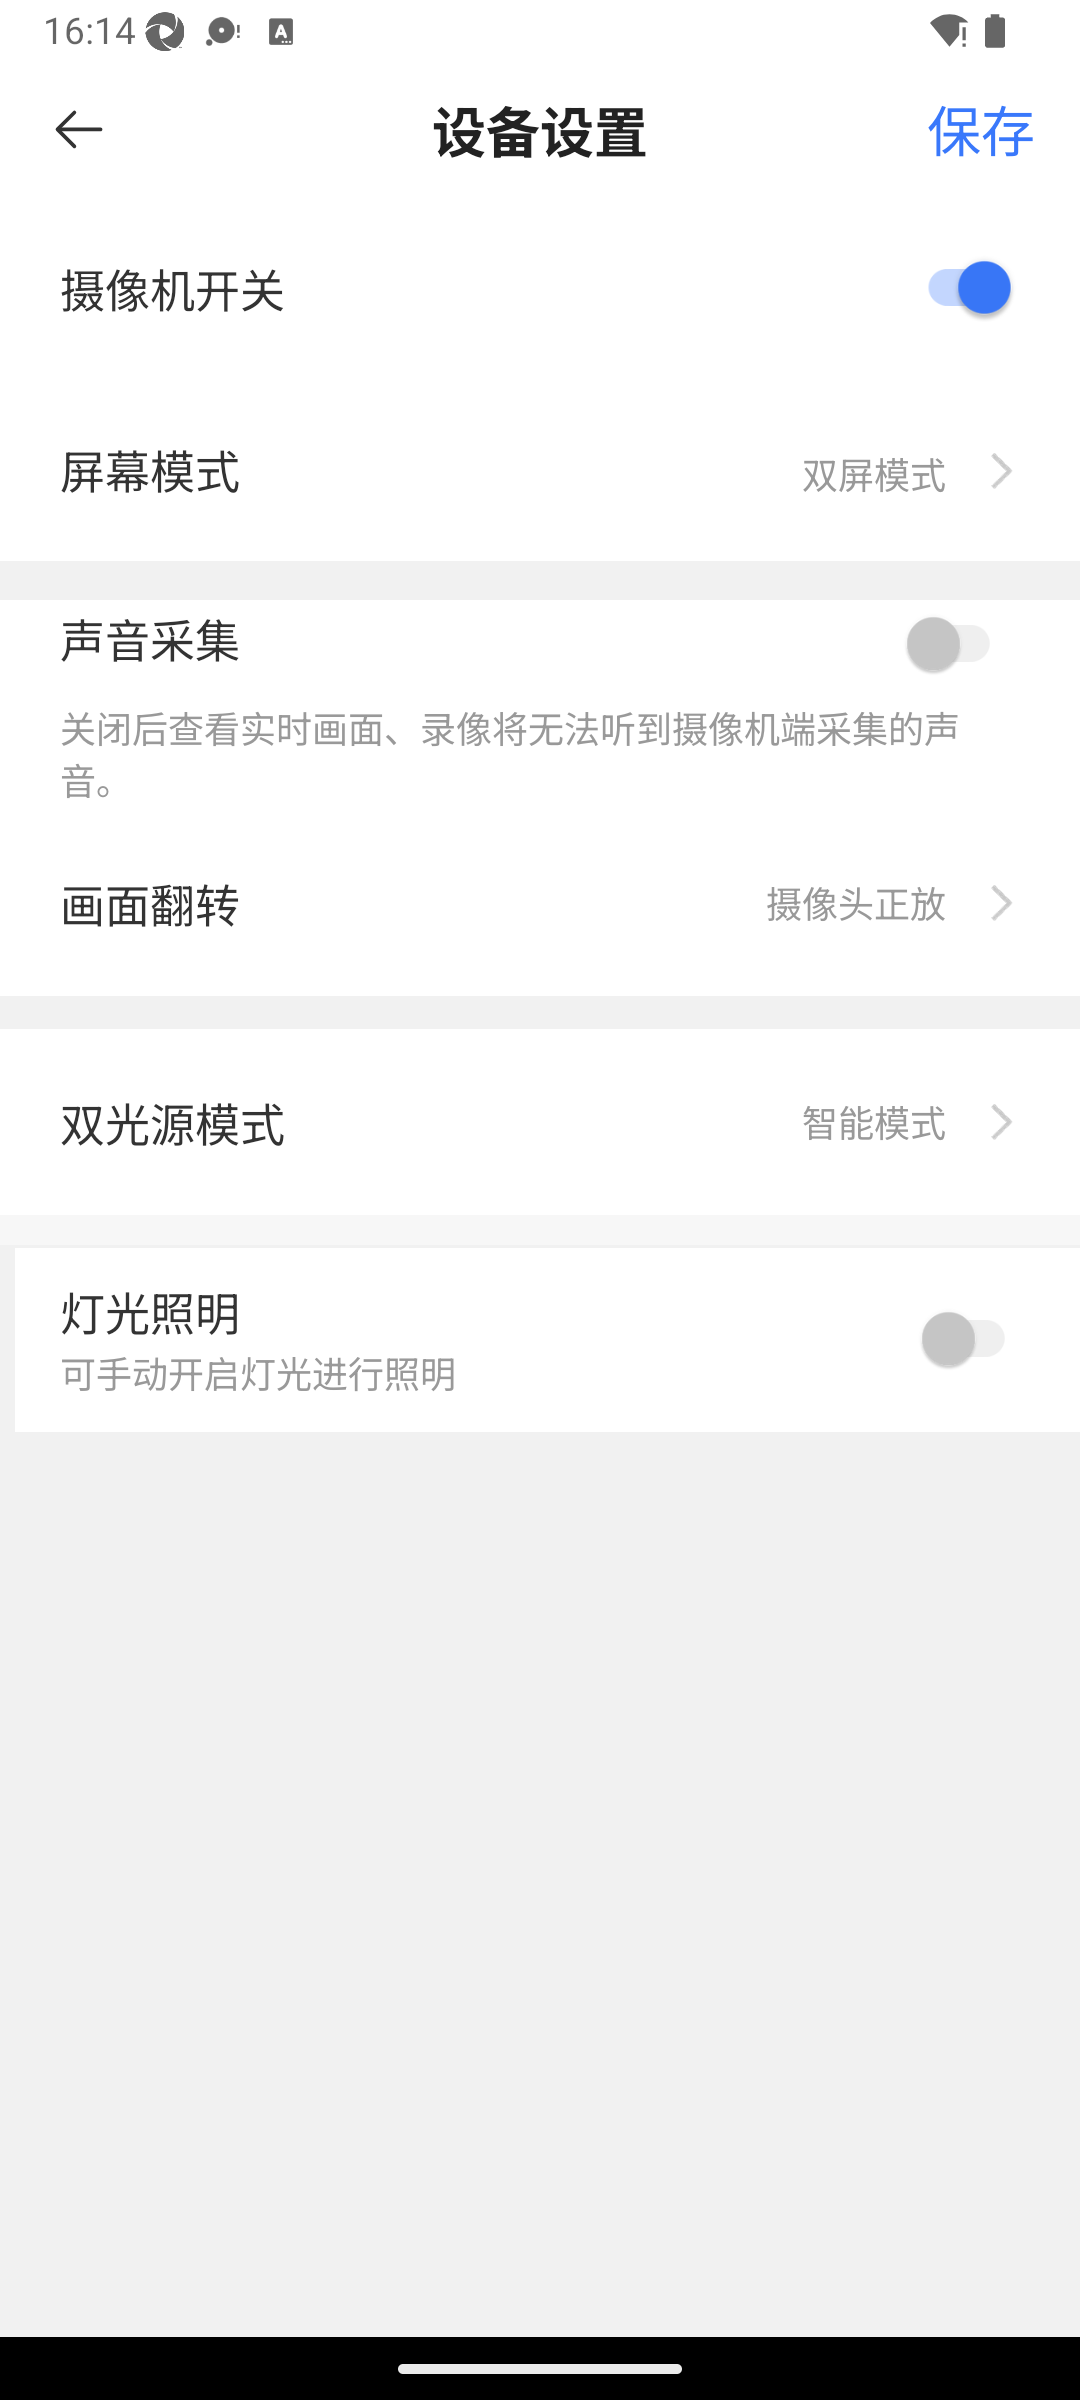 16:14
设备设置
保存
摄像机开关
屏幕模式
双屏模式
声音采集
关闭后查看实时画面、录像将无法听到摄像机端采集的声
音。
画面翻转
摄像头正放
双光源模式
智能模式
灯光照明
可手动开启灯光进行照明